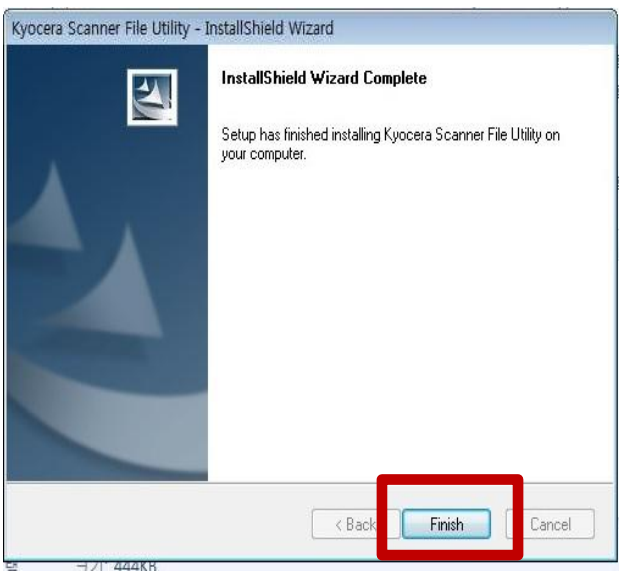 Kyocera Scanner File Utility - InstallShield Wizard
InstallShield Wizard Complete
Setup has finished installing Kyocera Scanner File Utility on
your computer.
< Back
Finish
Cancel
444KB